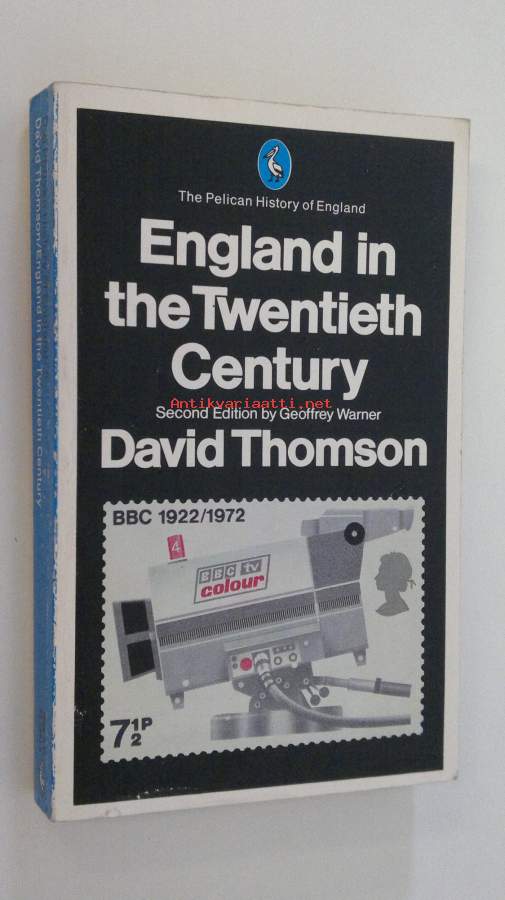 The Pelican History of England
England in
the Twentieth
Century
Antikvariaatti.net
Second Edition by Geoffrey Warner
David Thomson
BBC 1922/1972
4
BBC tv
colour
7½P
David Thomson/England in the Twentieth Century